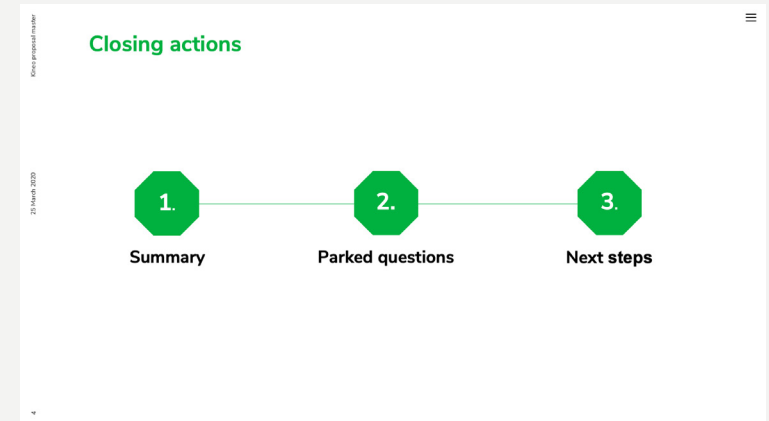 Kineo proposal master
Closing actions
25 March 2020
1.
2.
3.
Summary
Parked questions
Next steps
4